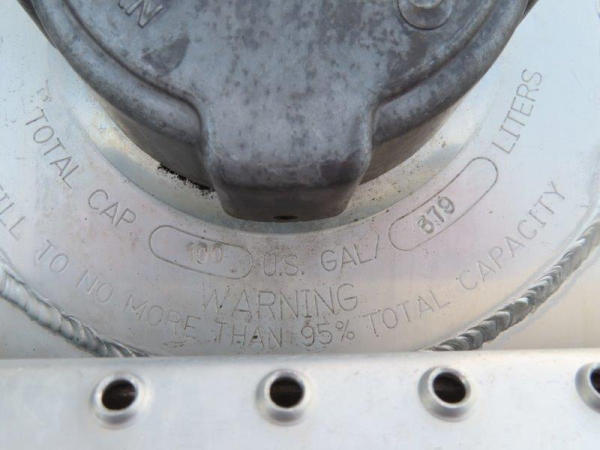 TOTAL CAP. 100 U.S. GAL/ 379 LITERS
WARNING
FILL TO NO MORE THAN 95% TOTAL CAPACITY